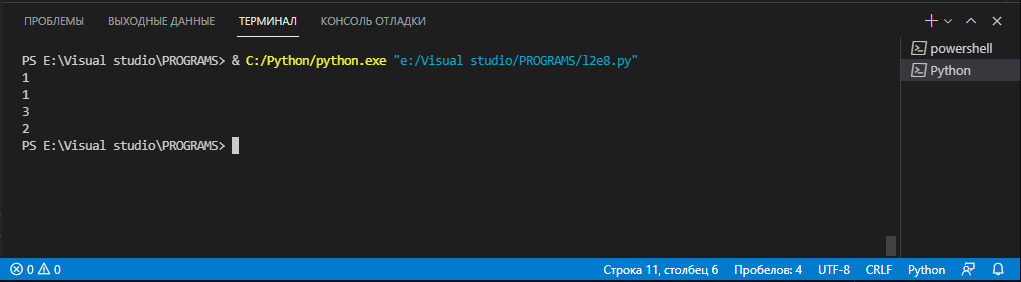 ПРОБЛЕМЫ ВЫХОДНЫЕ ДАННЫЕ ТЕРМИНАЛ КОНСОЛЬ ОТЛАДКИ
PS E:\Visual studio\PROGRAMS> & C:/Python/python.exe "e:/Visual studio/PROGRAMS/l2e8.py"
1
1
3
2
PS E:\Visual studio\PROGRAMS>
powershell
Python
0 0 Строка 11, столбец 6 Пробелов: 4 UTF-8 CRLF Python